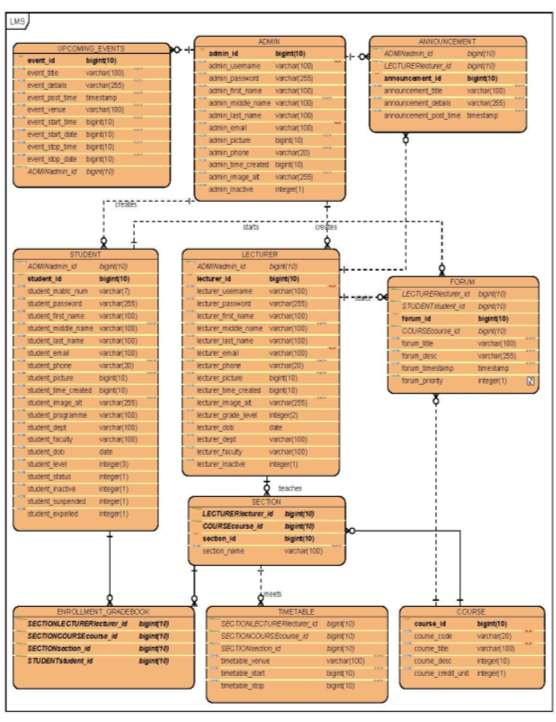 LMS
UPCOMING_EVENTS
event_id bigint(10)
event_title varchar(100)
event_details varchar(255)
event_post_time timestamp
event_venue varchar(100)
event_start_time bigint(10)
event_start_date bigint(10)
event_stop_time bigint(10)
event_stop_date bigint(10)
ADMINadmin_id bigint(10)
ADMIN
admin_id bigint(10)
admin_username varchar(100)
admin_password varchar(255)
admin_first_name varchar(100)
admin_middle_name varchar(100)
admin_last_name varchar(100)
admin_email varchar(100)
admin_picture bigint(10)
admin_phone varchar(20)
admin_time_created bigint(10)
admin_image_alt varchar(255)
admin_inactive integer(1)
ANNOUNCEMENT
ADMINadmin_id bigint(10)
LECTURERlecturer_id bigint(10)
announcement_id bigint(10)
announcement_title varchar(100)
announcement_details varchar(255)
announcement_post_time timestamp
creates
starts
creates
STUDENT
ADMINadmin_id bigint(10)
student_id bigint(10)
student_matric_num varchar(7)
student_password varchar(255)
student_first_name varchar(100)
student_middle_name varchar(100)
student_last_name varchar(100)
student_email varchar(100)
student_phone varchar(20)
student_picture bigint(10)
student_time_created bigint(10)
student_image_alt varchar(255)
student_programme varchar(100)
student_dept varchar(100)
student_faculty varchar(100)
student_dob date
student_level integer(3)
student_status integer(1)
student_inactive integer(1)
student_suspended integer(1)
student_expelled integer(1)
LECTURER
ADMINadmin_id bigint(10)
lecturer_id bigint(10)
lecturer_username varchar(100)
lecturer_password varchar(255)
lecturer_first_name varchar(100)
lecturer_middle_name varchar(100)
lecturer_last_name varchar(100)
lecturer_email varchar(100)
lecturer_phone varchar(20)
lecturer_picture bigint(10)
lecturer_time_created bigint(10)
lecturer_image_alt varchar(255)
lecturer_grade_level integer(2)
lecturer_dob date
lecturer_dept varchar(100)
lecturer_faculty varchar(100)
lecturer_inactive integer(1)
starts
FORUM
LECTURERlecturer_id bigint(10)
STUDENTstudent_id bigint(10)
forum_id bigint(10)
COURSEcourse_id bigint(10)
forum_title varchar(100)
forum_desc varchar(255)
forum_timestamp timestamp
forum_priority integer(1) N
teaches
SECTION
LECTURERlecturer_id bigint(10)
COURSEcourse_id bigint(10)
section_id bigint(10)
section_name varchar(100)
meets
ENROLLMENT_GRADEBOOK
SECTIONLECTURERlecturer_id bigint(10)
SECTIONCOURSEcourse_id bigint(10)
SECTIONsection_id bigint(10)
STUDENTstudent_id bigint(10)
TIMETABLE
SECTIONLECTURERlecturer_id bigint(10)
SECTIONCOURSEcourse_id bigint(10)
SECTIONsection_id bigint(10)
timetable_venue varchar(100)
timetable_start bigint(10)
timetable_stop bigint(10)
COURSE
course_id bigint(10)
course_code varchar(20)
course_title varchar(100)
course_desc integer(10)
course_credit_unit integer(1)